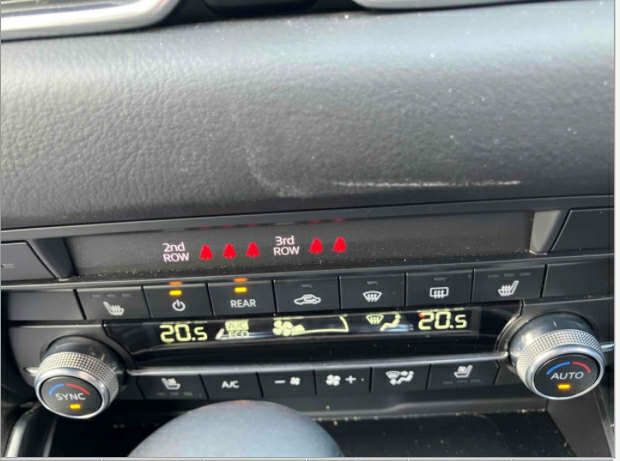 2nd ROW 3rd ROW
REAR
20.5 A/C ECO 20.5
SYNC A/C - + AUTO